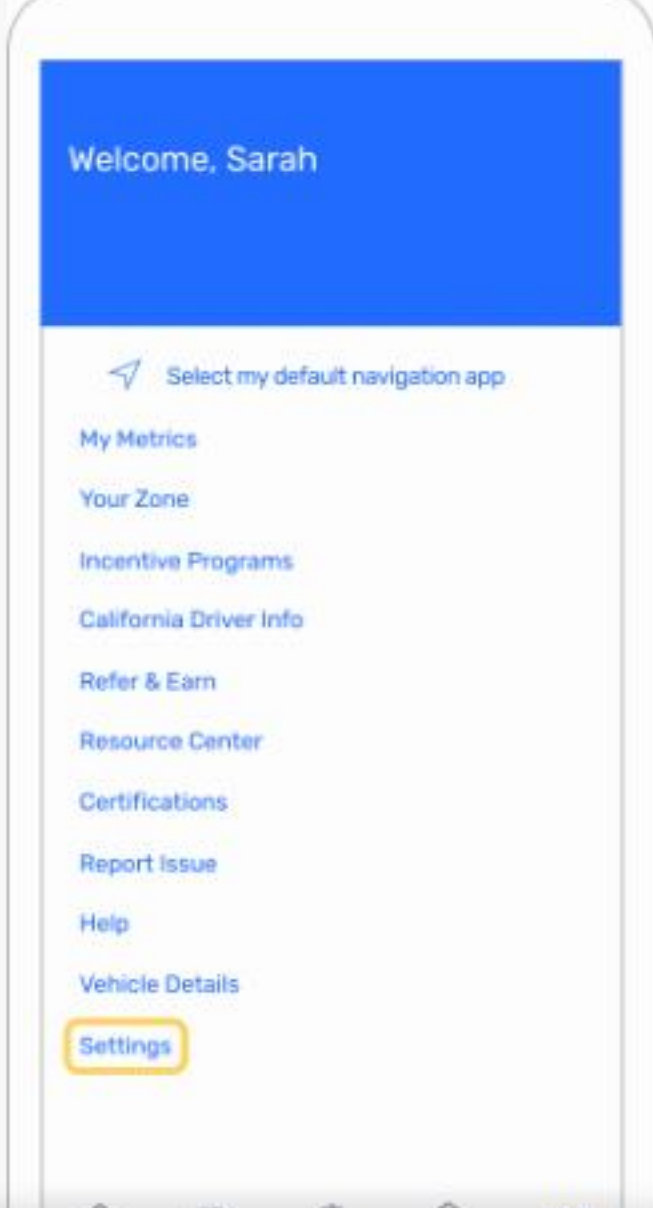 Welcome, Sarah
Select my default navigation app
My Metrics
Your Zone
Incentive Programs
California Driver Info
Refer & Earn
Resource Center
Certifications
Report Issue
Help
Vehicle Details
Settings